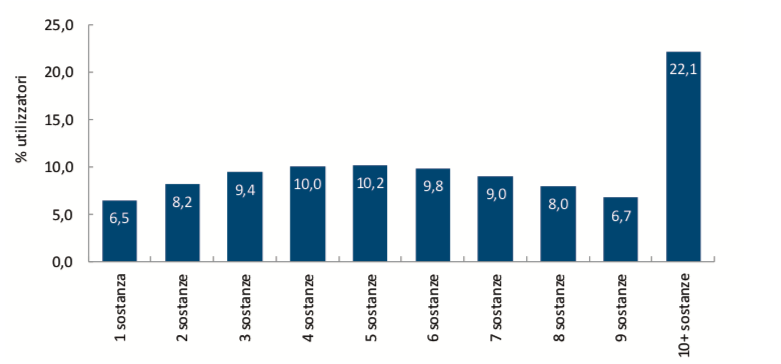 % utilizzatori
25,0
20,0
15,0
10,0
5,0
0,0
6,5
8,2
9,4
10,0
10,2
9,8
9,0
8,0
6,7
22,1
1 sostanza
2 sostanze
3 sostanze
4 sostanze
5 sostanze
6 sostanze
7 sostanze
8 sostanze
9 sostanze
10+ sostanze